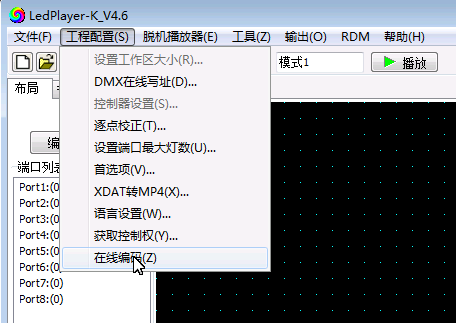 LedPlayer-K_V4.6
文件(F) 工程配置(S) 脱机播放器(E) 工具(Z) 输出(O) RDM 帮助(H)
模式1 播放
布局
设置工作区大小(R)...
DMX在线写址(D)...
控制器设置(S)...
逐点校正(T)...
设置端口最大灯数(U)...
首选项(V)...
XDAT转MP4(X)...
语言设置(W)...
获取控制权(Y)...
在线编码(Z)
编
端口列表
Port1:(0)
Port2:(0)
Port3:(0)
Port4:(0)
Port5:(0)
Port6:(0)
Port7:(0)
Port8:(0)